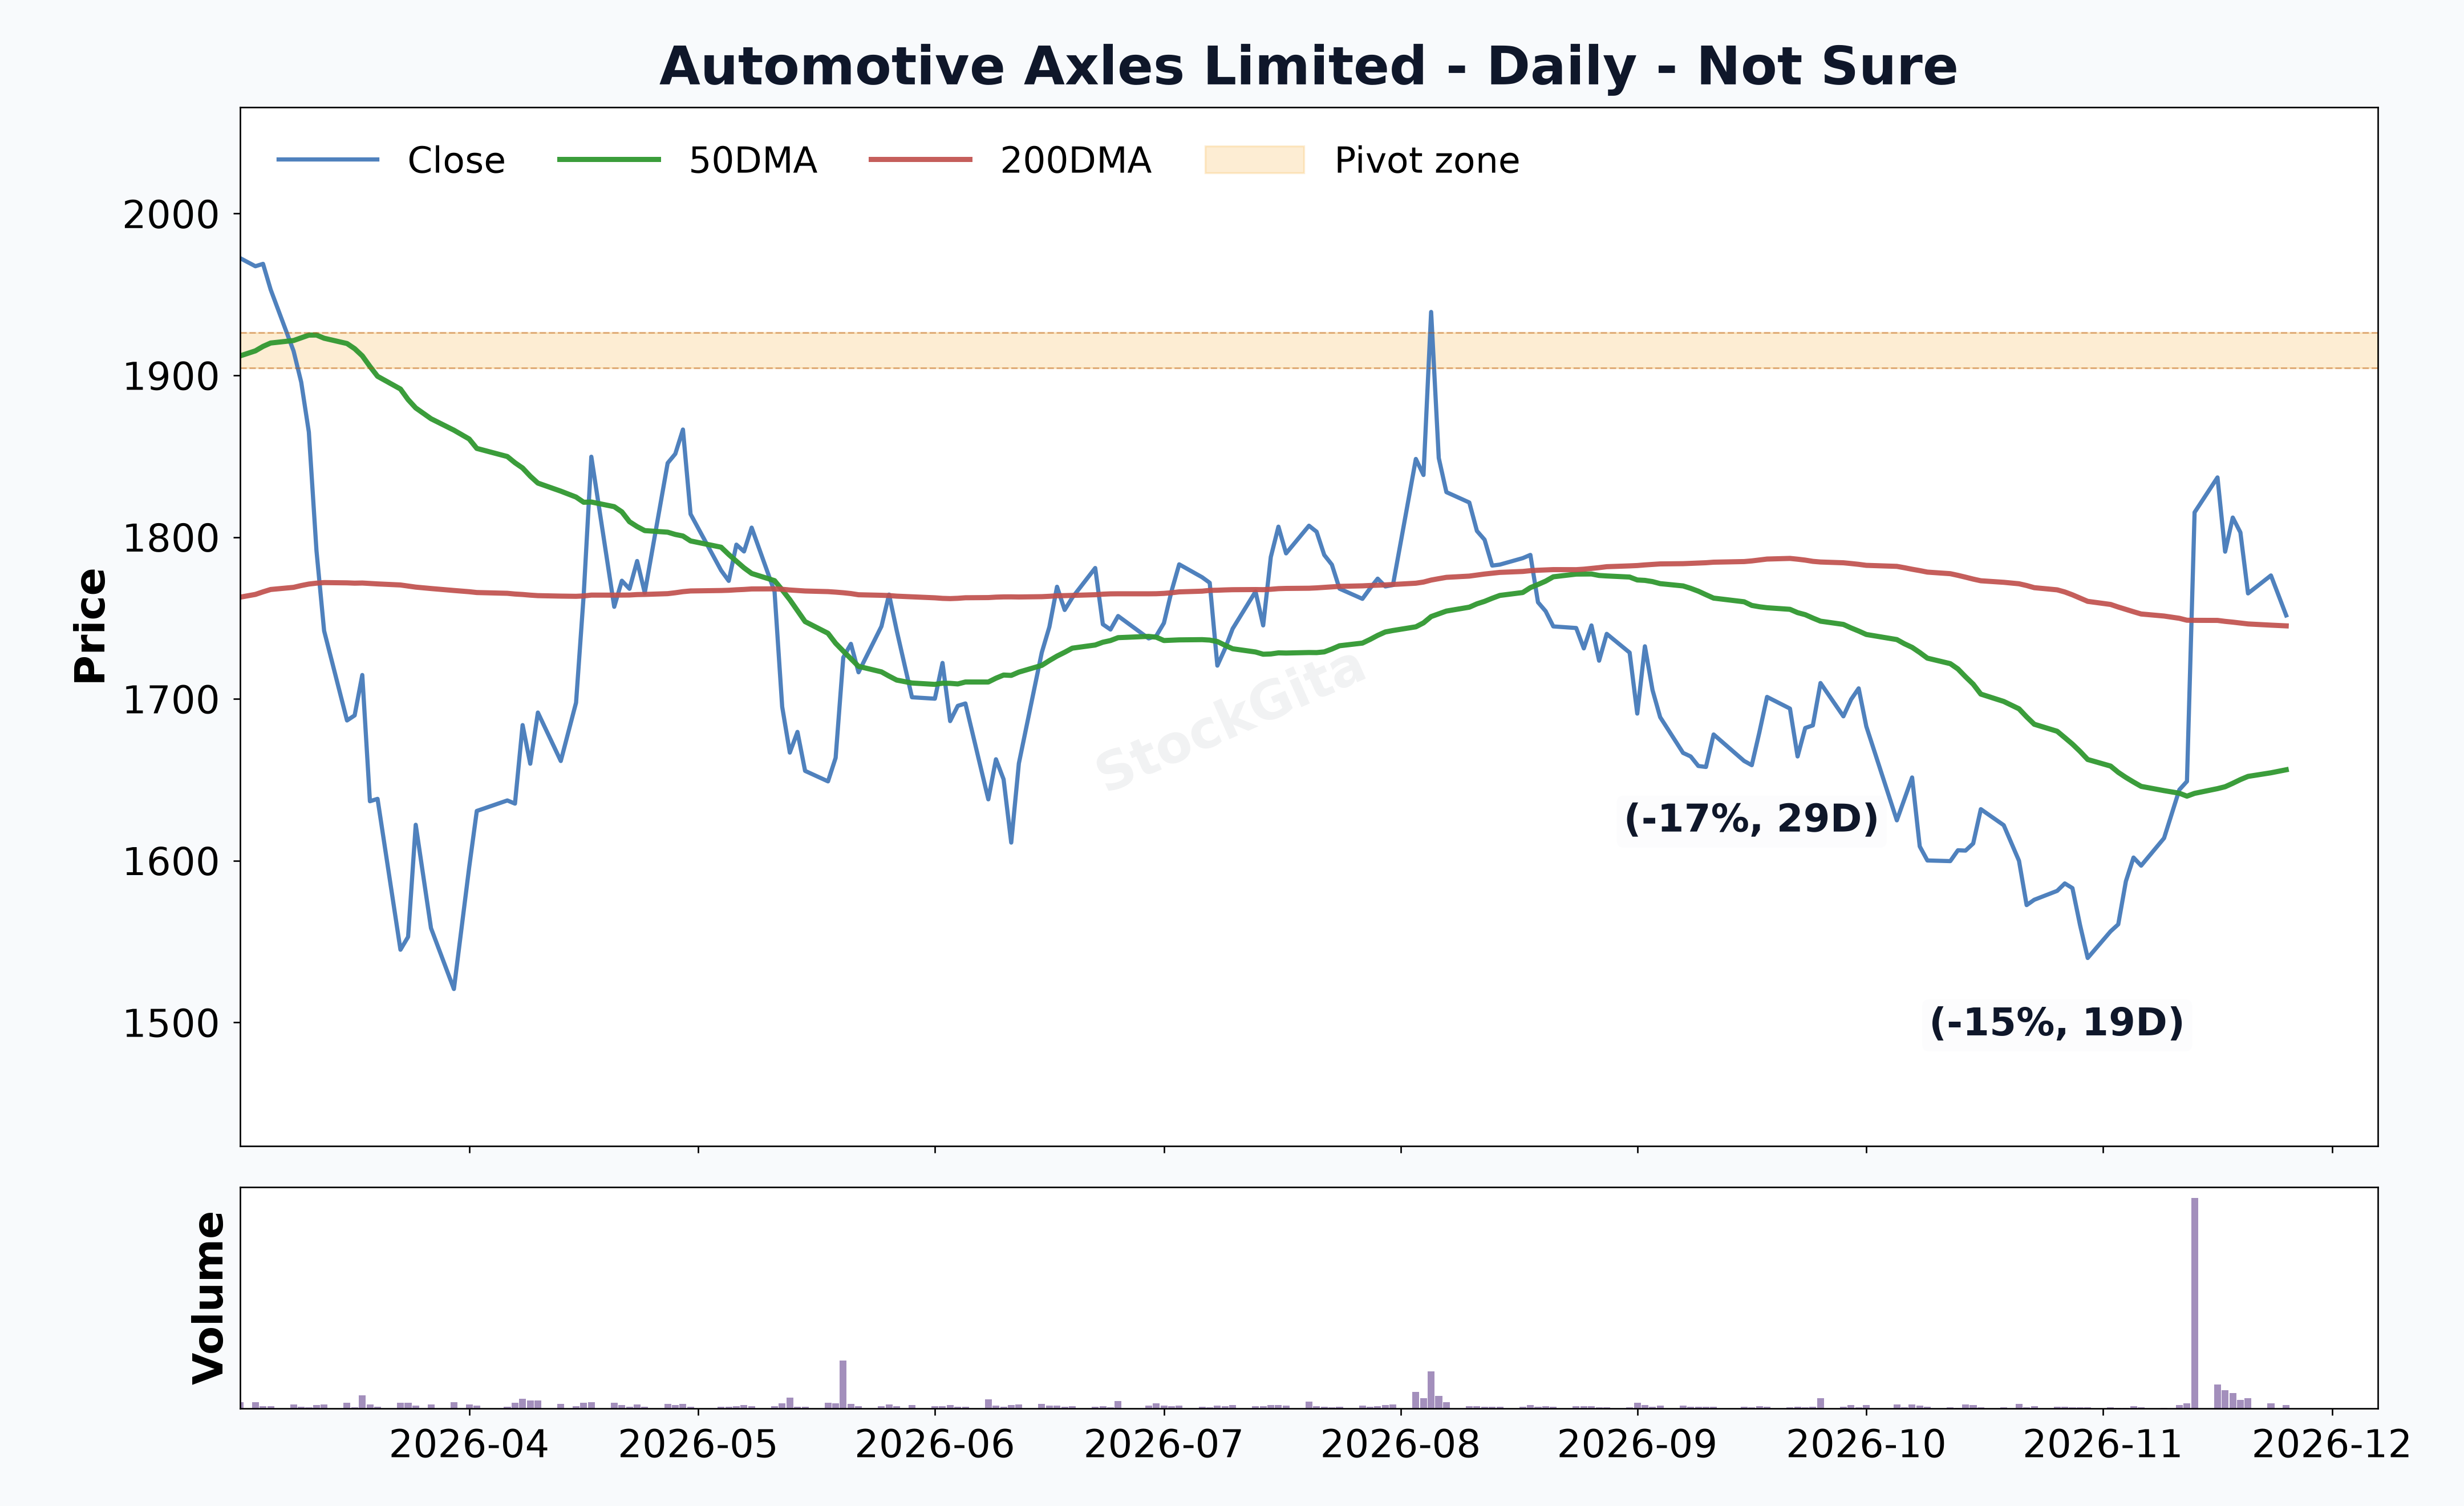 Automotive Axles Limited - Daily - Not Sure
Close 50DMA 200DMA Pivot zone
2000
1900
1800
1700
1600
1500
Price
StockGita
(-17%, 29D)
(-15%, 19D)
Volume
2026-04 2026-05 2026-06 2026-07 2026-08 2026-09 2026-10 2026-11 2026-12